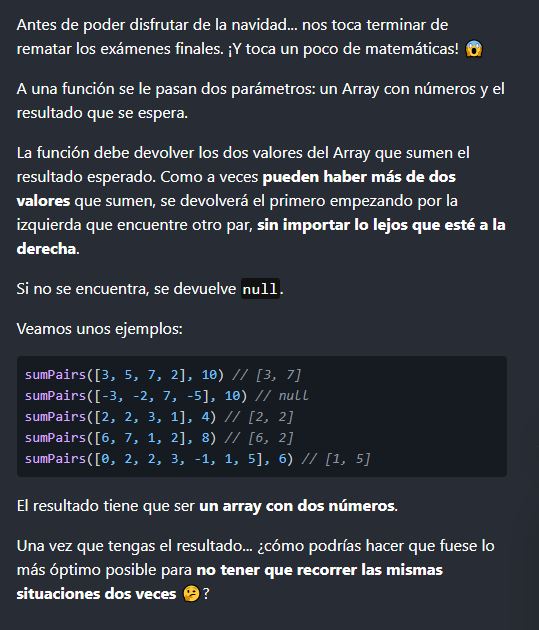 Antes de poder disfrutar de la navidad... nos toca terminar de
rematar los exámenes finales. ¡Y toca un poco de matemáticas! 😱
A una función se le pasan dos parámetros: un Array con números y el
resultado que se espera.
La función debe devolver los dos valores del Array que sumen el
resultado esperado. Como a veces pueden haber más de dos
valores que sumen, se devolverá el primero empezando por la
izquierda que encuentre otro par, sin importar lo lejos que esté a la
derecha.
Si no se encuentra, se devuelve null.
Veamos unos ejemplos:
sumPairs([3, 5, 7, 2], 10) // [3, 7]
sumPairs([-3, -2, 7, -5], 10) // null
sumPairs([2, 2, 3, 1], 4) // [2, 2]
sumPairs([6, 7, 1, 2], 8) // [6, 2]
sumPairs([0, 2, 2, 3, -1, 1, 5], 6) // [1, 5]
El resultado tiene que ser un array con dos números.
Una vez que tengas el resultado... ¿cómo podrías hacer que fuese lo
más óptimo posible para no tener que recorrer las mismas
situaciones dos veces 🤔?